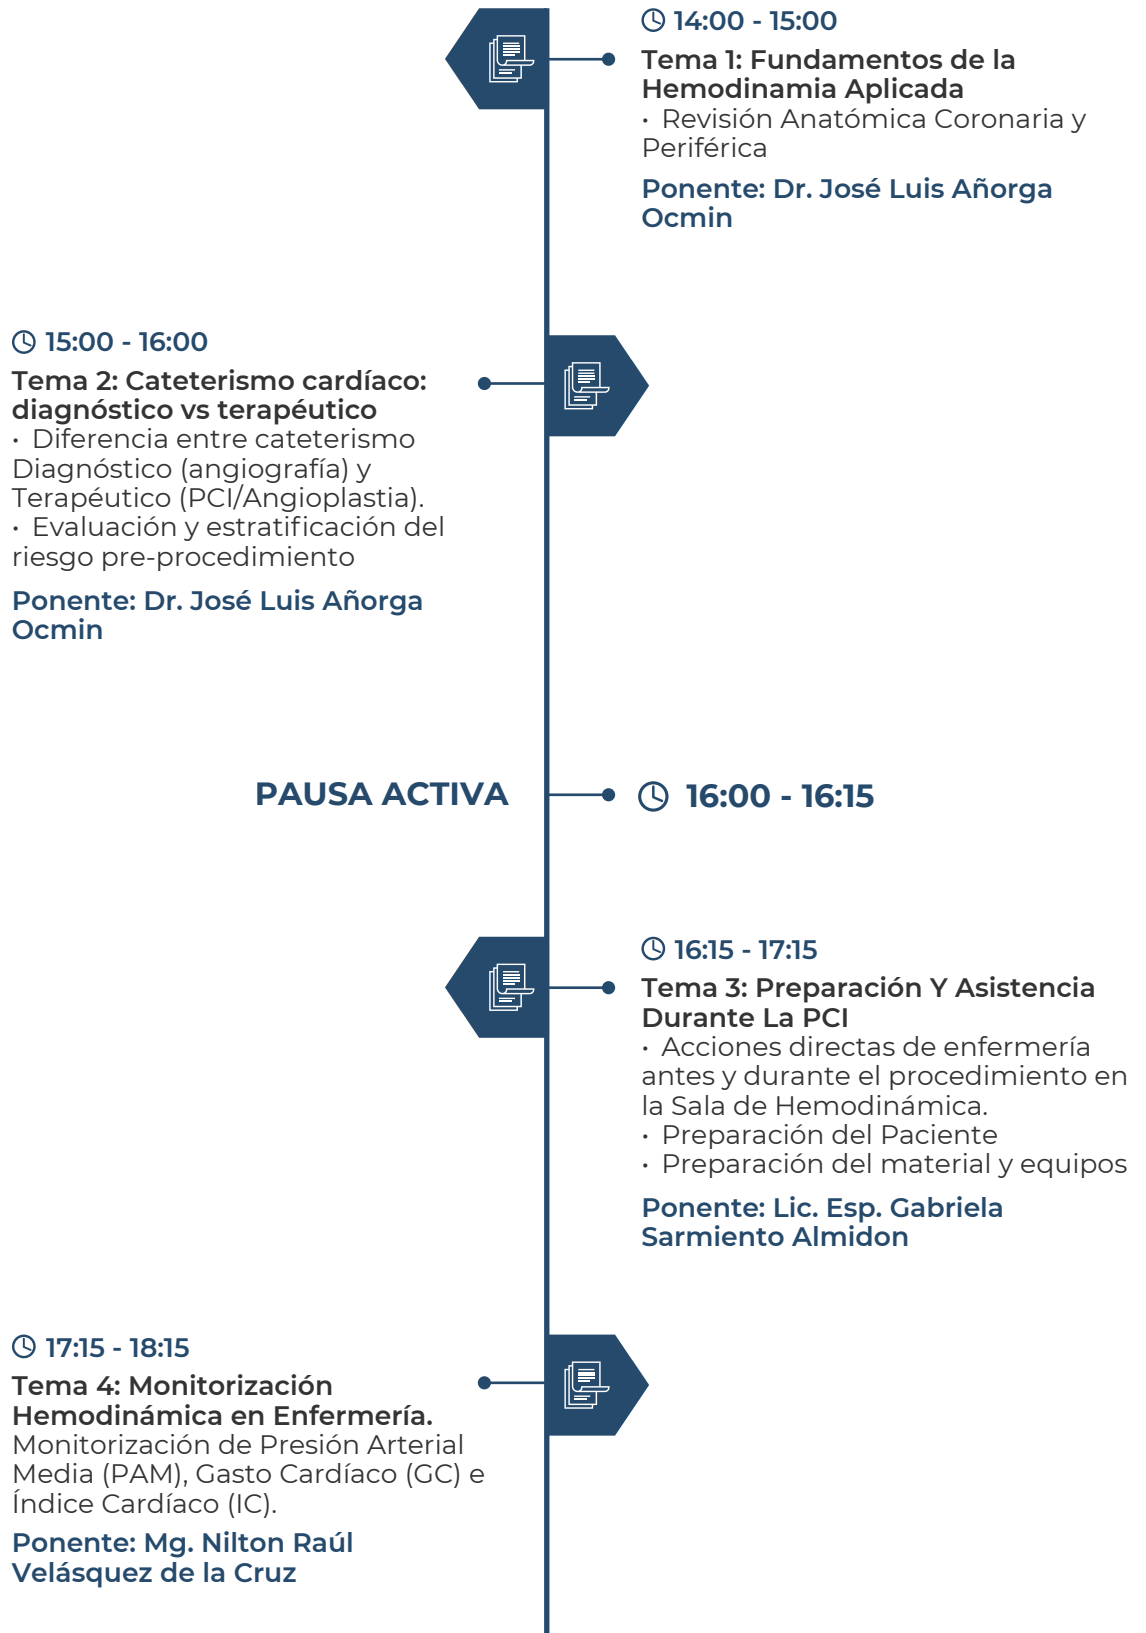 14:00 - 15:00
Tema 1: Fundamentos de la
Hemodinamia Aplicada
• Revisión Anatómica Coronaria y
Periférica
Ponente: Dr. José Luis Añorga
Ocmin
15:00 - 16:00
Tema 2: Cateterismo cardíaco:
diagnóstico vs terapéutico
• Diferencia entre cateterismo
Diagnóstico (angiografía) y
Terapéutico (PCI/Angioplastia).
• Evaluación y estratificación del
riesgo pre-procedimiento
Ponente: Dr. José Luis Añorga
Ocmin
PAUSA ACTIVA
16:00 - 16:15
16:15 - 17:15
Tema 3: Preparación Y Asistencia
Durante La PCI
• Acciones directas de enfermería
antes y durante el procedimiento en
la Sala de Hemodinámica.
• Preparación del Paciente
• Preparación del material y equipos
Ponente: Lic. Esp. Gabriela
Sarmiento Almidon
17:15 - 18:15
Tema 4: Monitorización
Hemodinámica en Enfermería.
Monitorización de Presión Arterial
Media (PAM), Gasto Cardíaco (GC) e
Índice Cardíaco (IC).
Ponente: Mg. Nilton Raúl
Velásquez de la Cruz